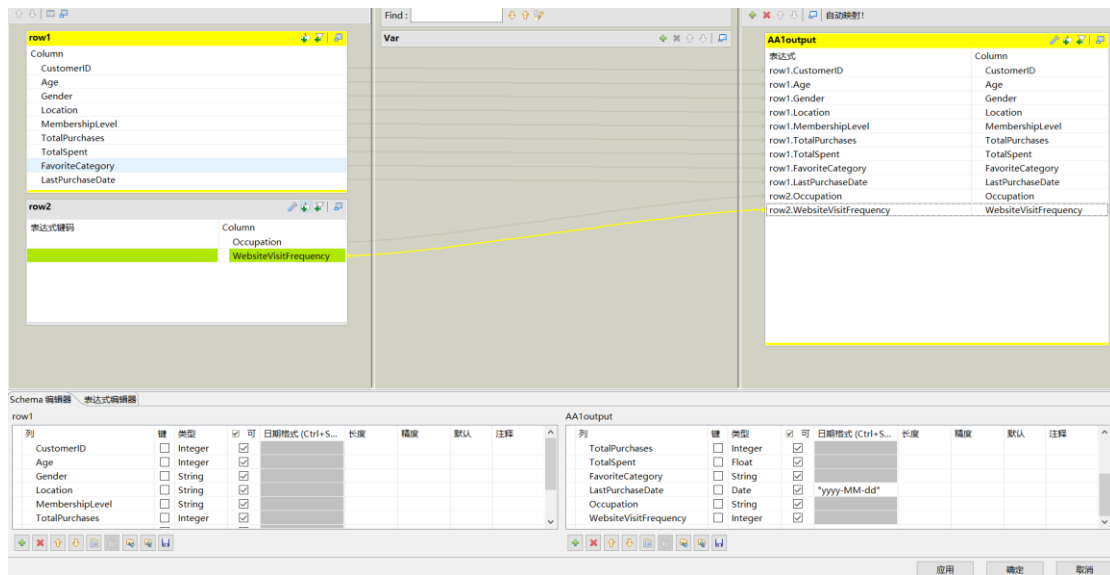 Find :
自动映射!
row1
Column
CustomerID
Age
Gender
Location
MembershipLevel
TotalPurchases
TotalSpent
FavoriteCategory
LastPurchaseDate
row2
表达式键码 Column
Occupation
WebsiteVisitFrequency
Var
AA1output
表达式 Column
row1.CustomerID CustomerID
row1.Age Age
row1.Gender Gender
row1.Location Location
row1.MembershipLevel MembershipLevel
row1.TotalPurchases TotalPurchases
row1.TotalSpent TotalSpent
row1.FavoriteCategory FavoriteCategory
row1.LastPurchaseDate LastPurchaseDate
row2.Occupation Occupation
row2.WebsiteVisitFrequency WebsiteVisitFrequency
Schema 编辑器 表达式编辑器
row1
列 键 类型 可 日期格式 (Ctrl+S... 长度 精度 默认 注释
CustomerID Integer
Age Integer
Gender String
Location String
MembershipLevel String
TotalPurchases Integer
AA1output
列 键 类型 可 日期格式 (Ctrl+S... 长度 精度 默认 注释
TotalPurchases Integer
TotalSpent Float
FavoriteCategory String
LastPurchaseDate Date "yyyy-MM-dd"
Occupation String
WebsiteVisitFrequency Integer
应用 确定 取消